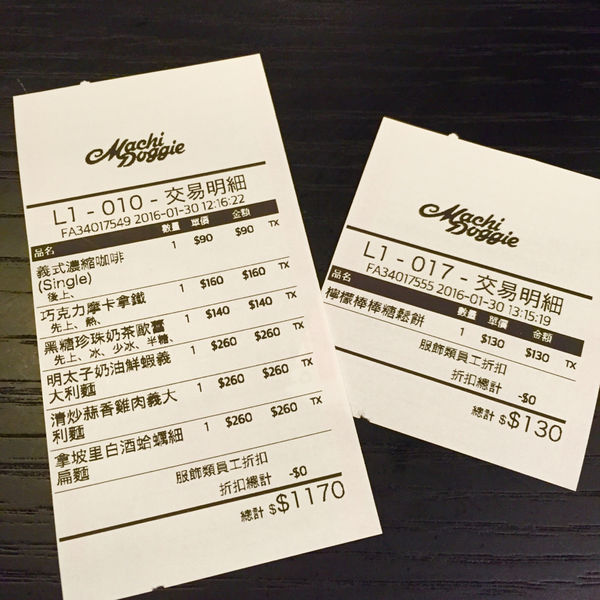 Machi
Doggie
L1 - 010 - 交易明細
FA34017549 2016-01-30 12:16:22
品名 數量 單價 金額
義式濃縮咖啡 1 $90 $90 TX
(Single)
後上、
巧克力摩卡拿鐵 1 $160 $160 TX
先上、熱、
黑糖珍珠奶茶歐蕾 1 $140 $140 TX
先上、冰、少冰、半糖、
明太子奶油鮮蝦義 1 $260 $260 TX
大利麵
清炒蒜香雞肉義大 1 $260 $260 TX
利麵
拿坡里白酒蛤蠣細 1 $260 $260 TX
扁麵
服飾類員工折扣
折扣總計 -$0
總計 $$1170
Machi
Doggie
L1 - 017 - 交易明細
FA34017555 2016-01-30 13:15:19
品名 數量 單價 金額
檸檬棒棒糖鬆餅 1 $130 $130 TX
服飾類員工折扣
折扣總計 -$0
總計 $$130